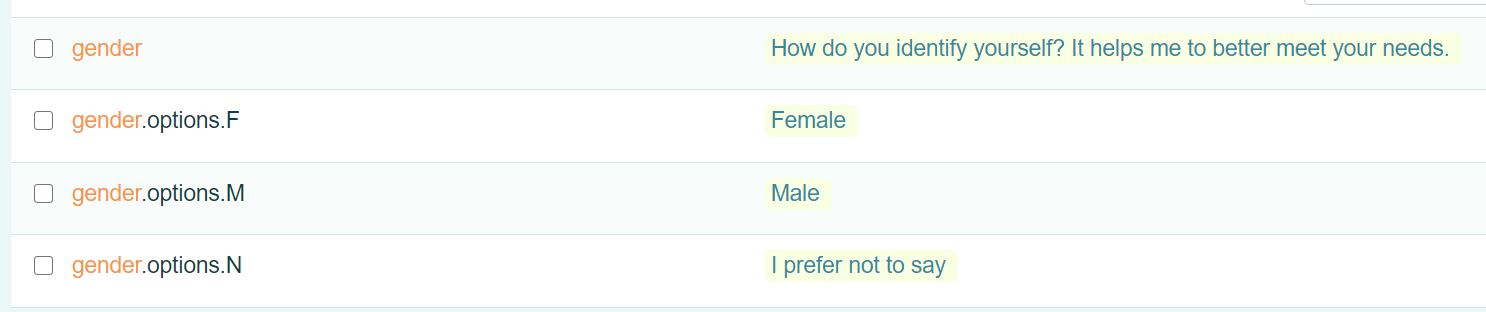 gender How do you identify yourself? It helps me to better meet your needs.
gender.options.F Female
gender.options.M Male
gender.options.N I prefer not to say